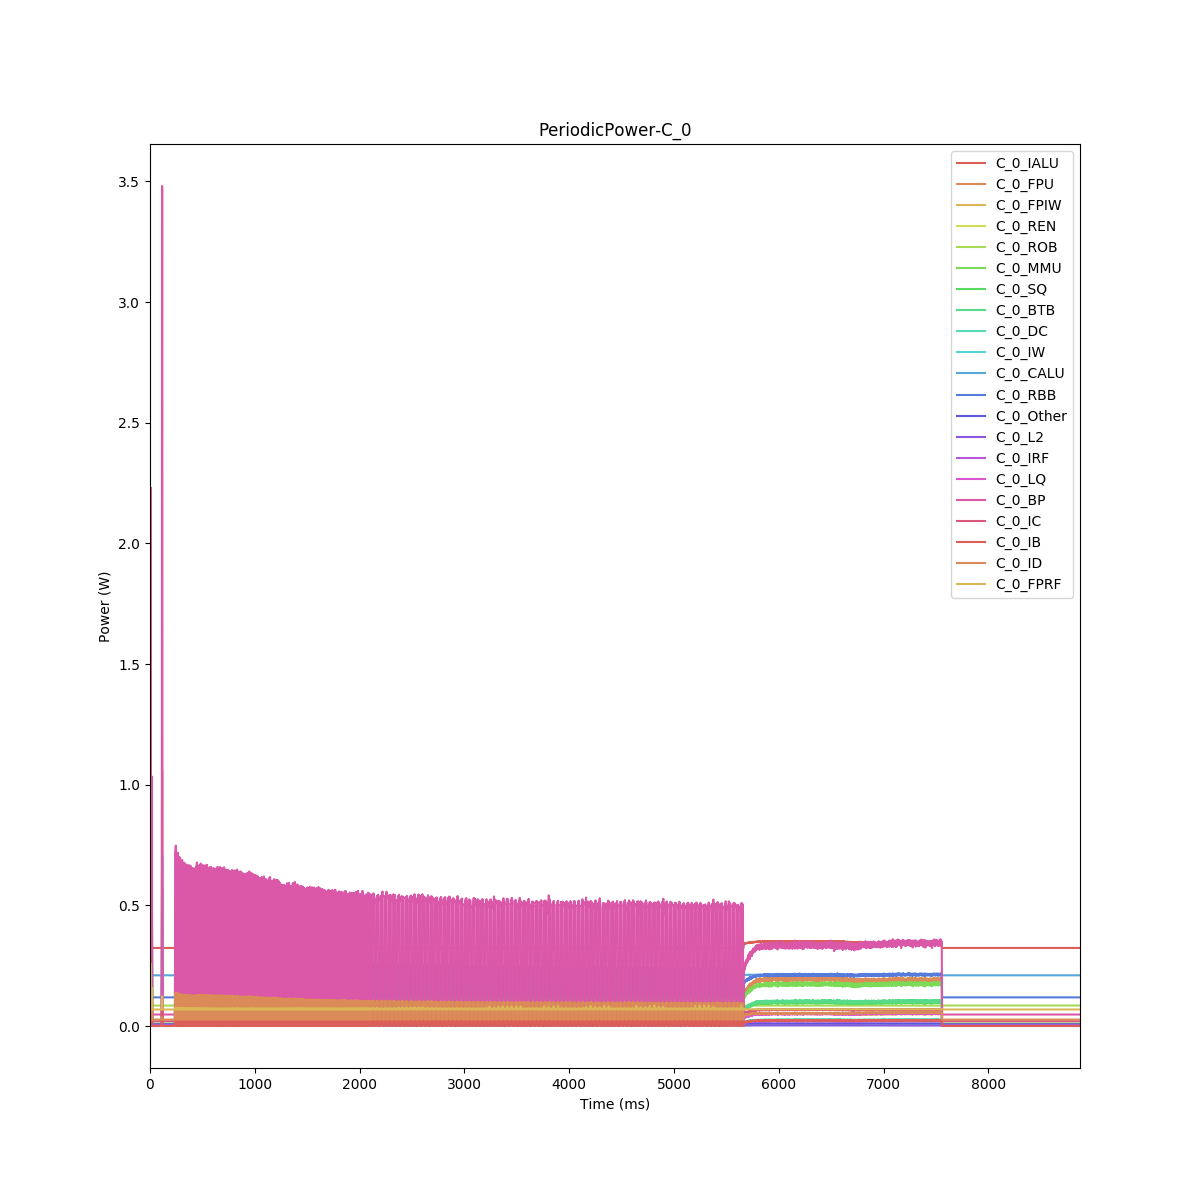 PeriodicPower-C_0
3.5
3.0
2.5
2.0
1.5
1.0
0.5
0.0
Power (W)
0 1000 2000 3000 4000 5000 6000 7000 8000
Time (ms)
C_0_IALU
C_0_FPU
C_0_FPIW
C_0_REN
C_0_ROB
C_0_MMU
C_0_SQ
C_0_BTB
C_0_DC
C_0_IW
C_0_CALU
C_0_RBB
C_0_Other
C_0_L2
C_0_IRF
C_0_LQ
C_0_BP
C_0_IC
C_0_IB
C_0_ID
C_0_FPRF